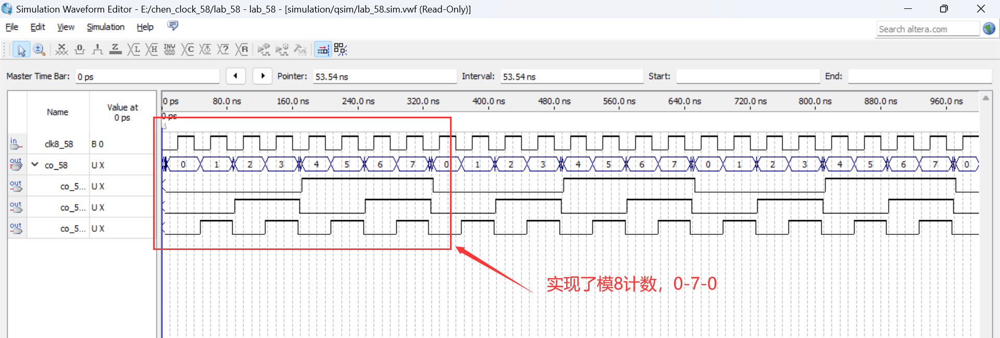 Simulation Waveform Editor - E:/chen_clock_58/lab_58 - lab_58 - [simulation/qsim/lab_58.sim.vwf (Read-Only)]
File Edit View Simulation Help
Search altera.com
Master Time Bar: 0 ps Pointer: 53.54 ns Interval: 53.54 ns Start: End:
Name Value at 0 ps
0 ps 80.0 ns 160.0 ns 240.0 ns 320.0 ns 400.0 ns 480.0 ns 560.0 ns 640.0 ns 720.0 ns 800.0 ns 880.0 ns 960.0 ns
0 ps
in clk8_58 B 0
out co_58 U X 0 1 2 3 4 5 6 7 0 1 2 3 4 5 6 7 0 1 2 3 4 5 6 7 0
out co_5... U X
out co_5... U X
out co_5... U X
实现了模8计数，0-7-0